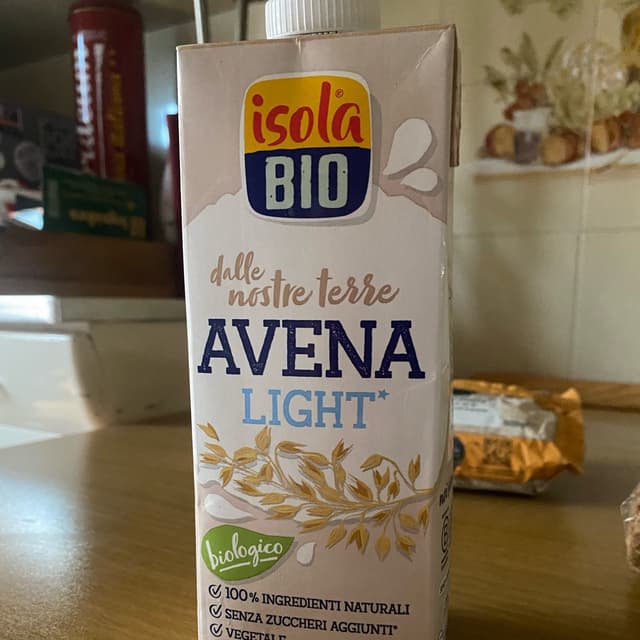 isola®
BIO
dalle
nostre terre
AVENA
LIGHT*
biologico
100% INGREDIENTI NATURALI
SENZA ZUCCHERI AGGIUNTI*
VEGETALE